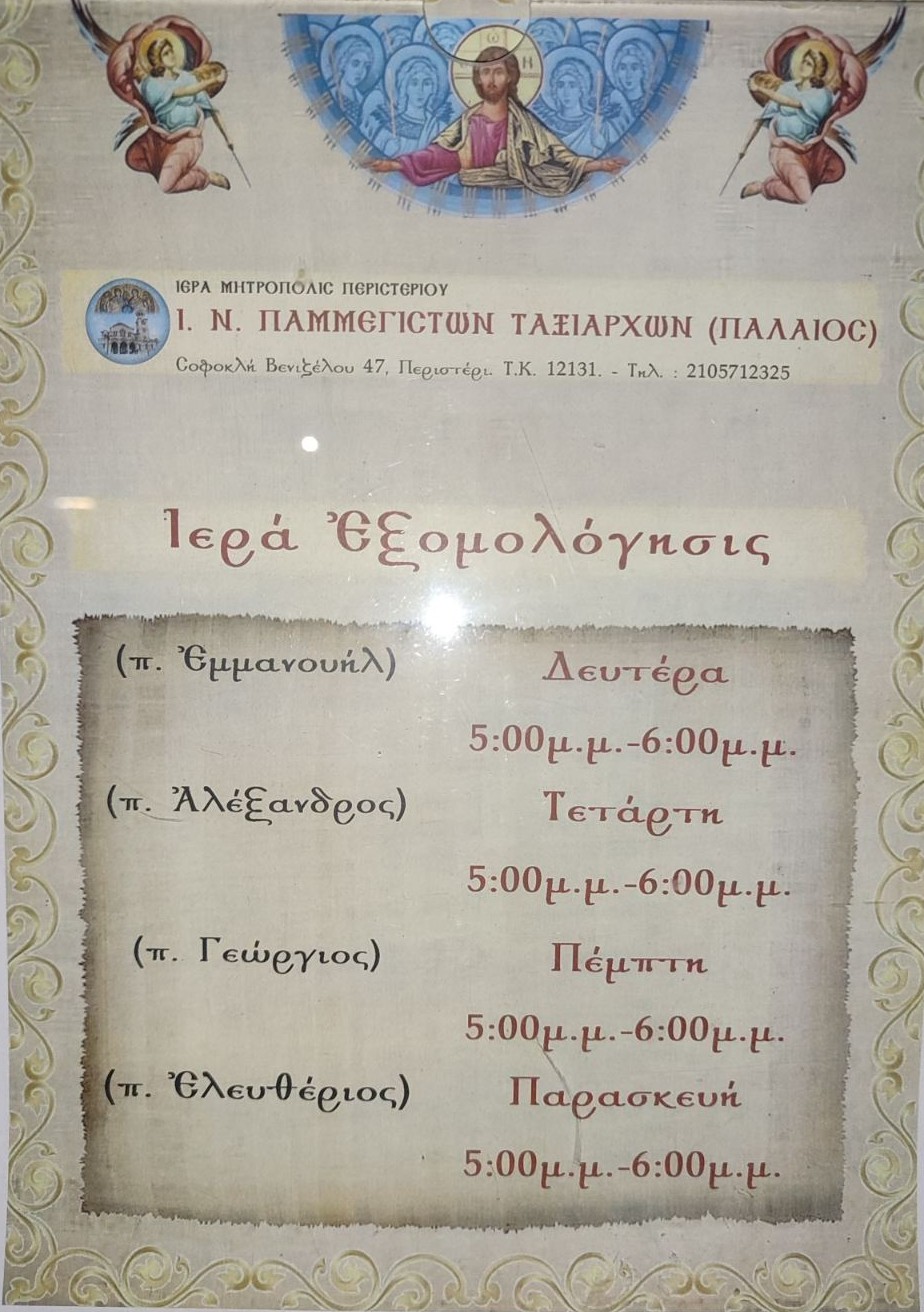 ΙΕΡΑ ΜΗΤΡΟΠΟΛΙΣ ΠΕΡΙΣΤΕΡΙΟΥ
Ι. Ν. ΠΑΜΜΕΓΙΣΤΩΝ ΤΑΞΙΑΡΧΩΝ (ΠΑΛΑΙΟΣ)
Σοφοκλή Βενιζέλου 47, Περιστέρι. Τ.Κ. 12131. - Τηλ. : 2105712325
Ἱερά Ἐξομολόγησις
(π. Ἐμμανουήλ) Δευτέρα
5:00μ.μ.-6:00μ.μ.
(π. Ἀλέξανδρος) Τετάρτη
5:00μ.μ.-6:00μ.μ.
(π. Γεώργιος) Πέμπτη
5:00μ.μ.-6:00μ.μ.
(π. Ἐλευθέριος) Παρασκευή
5:00μ.μ.-6:00μ.μ.